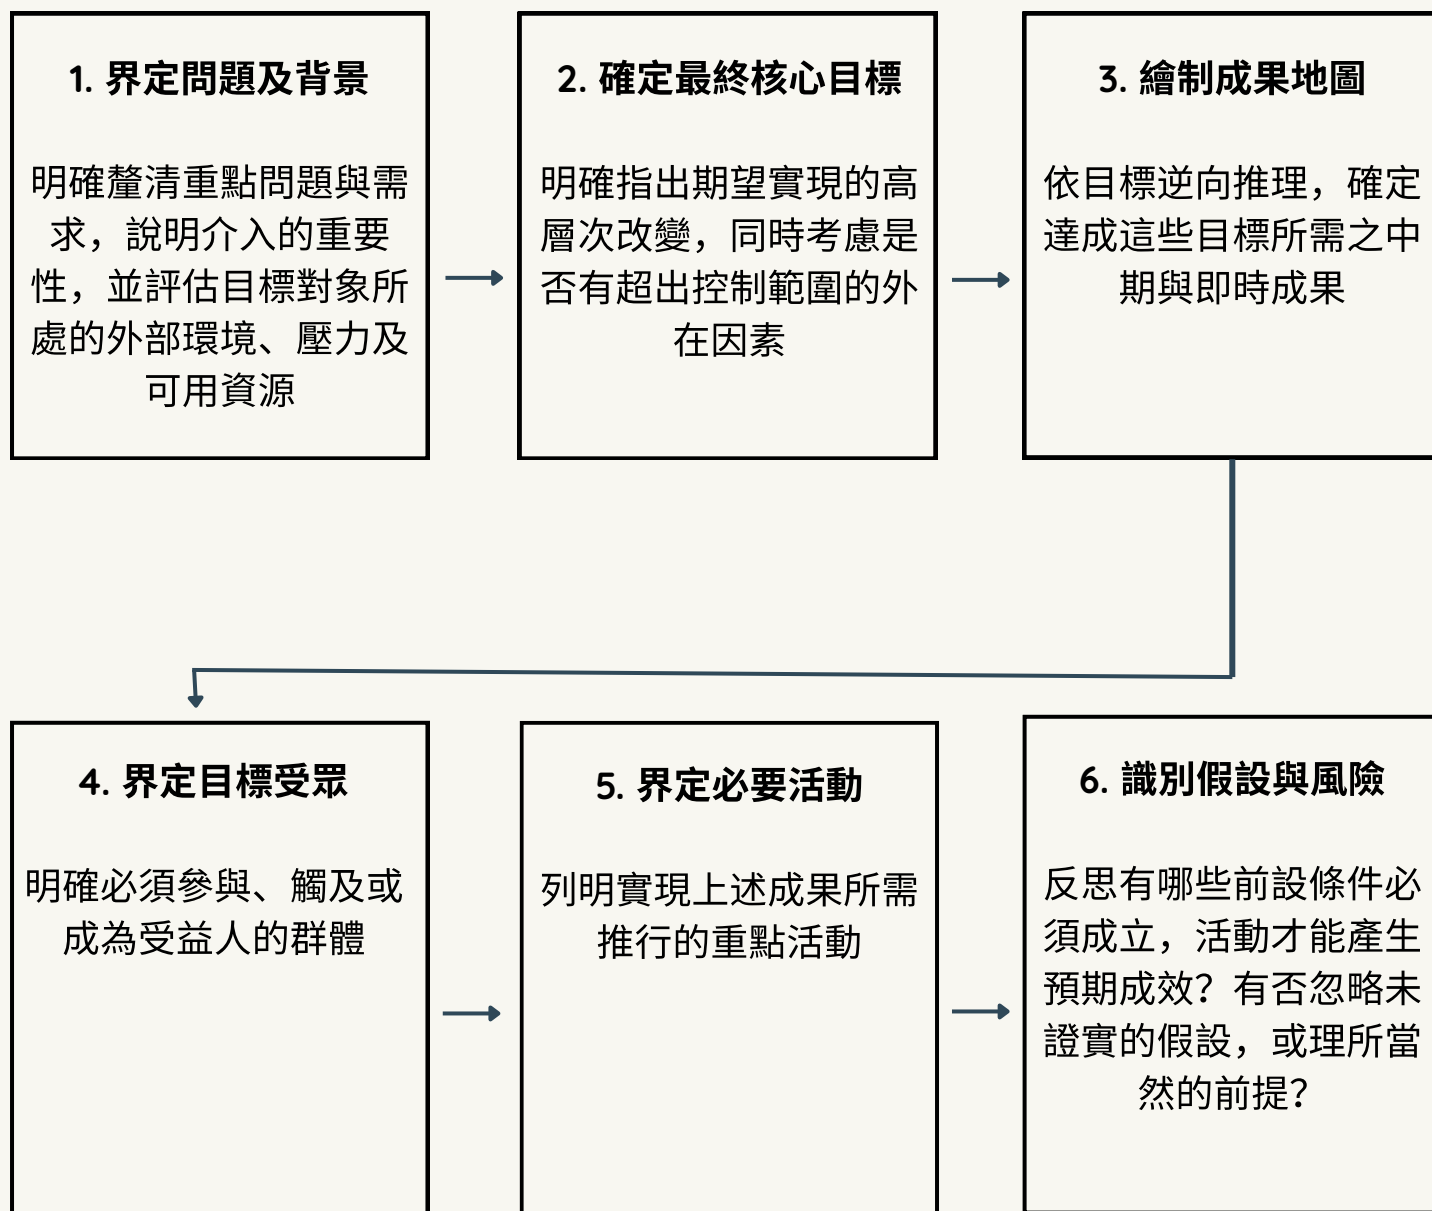 1. 界定問題及背景
明確釐清重點問題與需
求，說明介入的重要
性，並評估目標對象所
處的外部環境、壓力及
可用資源
2. 確定最終核心目標
明確指出期望實現的高
層次改變，同時考慮是
否有超出控制範圍的外
在因素
3. 繪制成果地圖
依目標逆向推理，確定
達成這些目標所需之中
期與即時成果
4. 界定目標受眾
明確必須參與、觸及或
成為受益人的群體
5. 界定必要活動
列明實現上述成果所需
推行的重點活動
6. 識別假設與風險
反思有哪些前設條件必
須成立，活動才能產生
預期成效？有否忽略未
證實的假設，或理所當
然的前提？